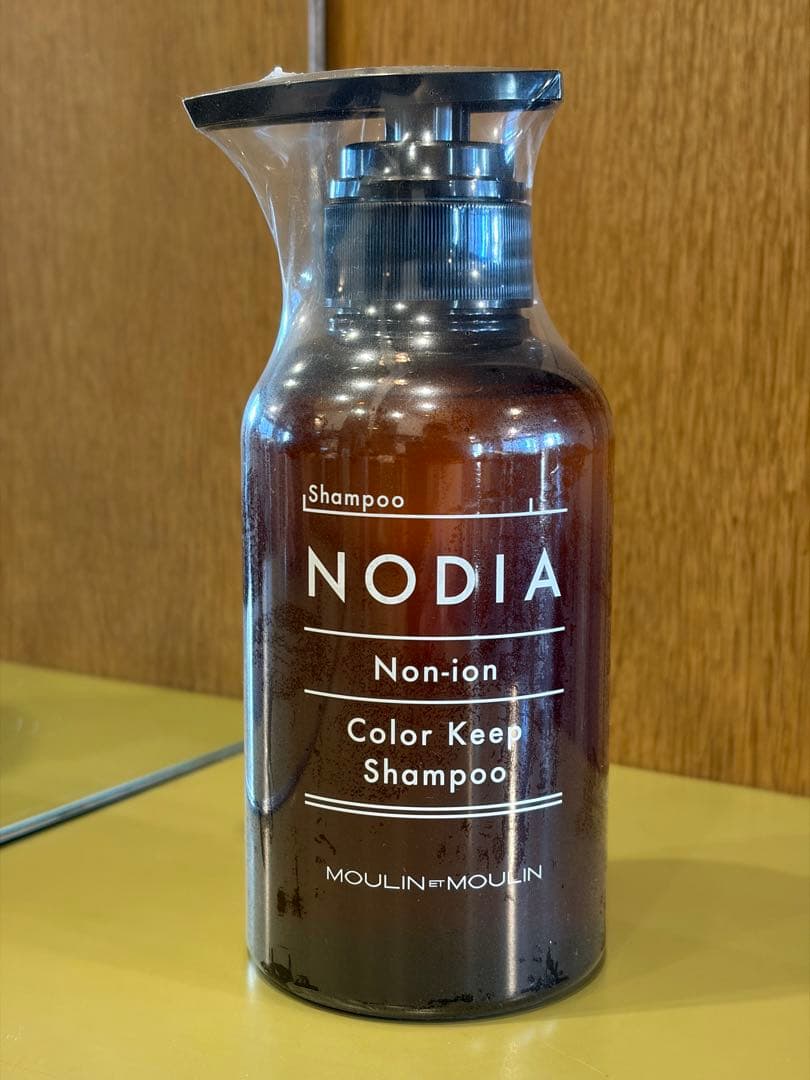 Shampoo
NODIA
Non-ion
Color Keep
Shampoo
MOULIN ET MOULIN